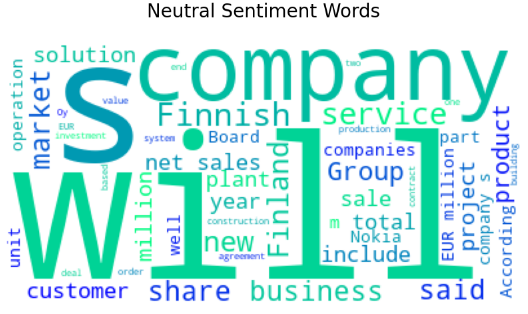 Neutral Sentiment Words
solution
end
two
company
operation
market
s
Oy
value
EUR
investment
Finnish
service
one
product
building
system
Board
production
part
net sales
companies
based
will
plant
Group
Finland
sale
contract
project
company s
According
million
year
m
total
EUR million
unit
well
construction
Nokia
new
include
agreement
deal
order
customer
share
business
said